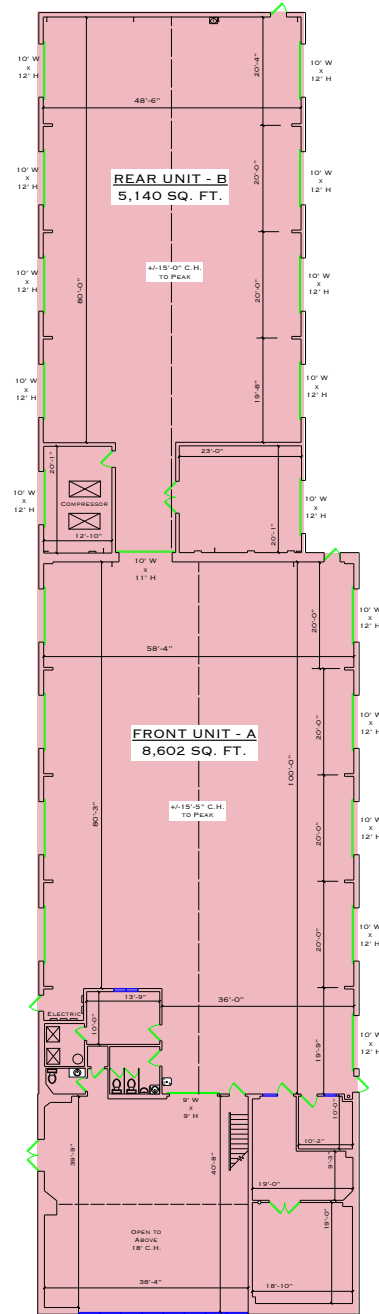 20'-4"
10' W
x
12' H
10' W
x
12' H
48'-6"
10' W
x
12' H
REAR UNIT - B
5,140 SQ. FT.
20'-0"
10' W
x
12' H
+/-15'-0" C.H.
TO PEAK
10' W
x
12' H
80'-0"
20'-0"
10' W
x
12' H
10' W
x
12' H
19'-8"
10' W
x
12' H
20'-1"
23'-0"
10' W
x
12' H
COMPRESSOR
12'-10"
20'-1"
10' W
x
12' H
10' W
x
11' H
20'-0"
10' W
x
12' H
58'-4"
FRONT UNIT - A
8,602 SQ. FT.
20'-0"
10' W
x
12' H
100'-0"
80'-3"
+/-15'-5" C.H.
TO PEAK
20'-0"
10' W
x
12' H
20'-0"
10' W
x
12' H
13'-9"
36'-0"
ELECTRIC
10'-0"
19'-9"
10' W
x
12' H
9' W
x
9' H
10'-0"
10'-2"
39'-9"
40'-8"
9'-3"
19'-0"
19'-0"
OPEN TO
ABOVE
18' C.H.
38'-4"
18'-10"